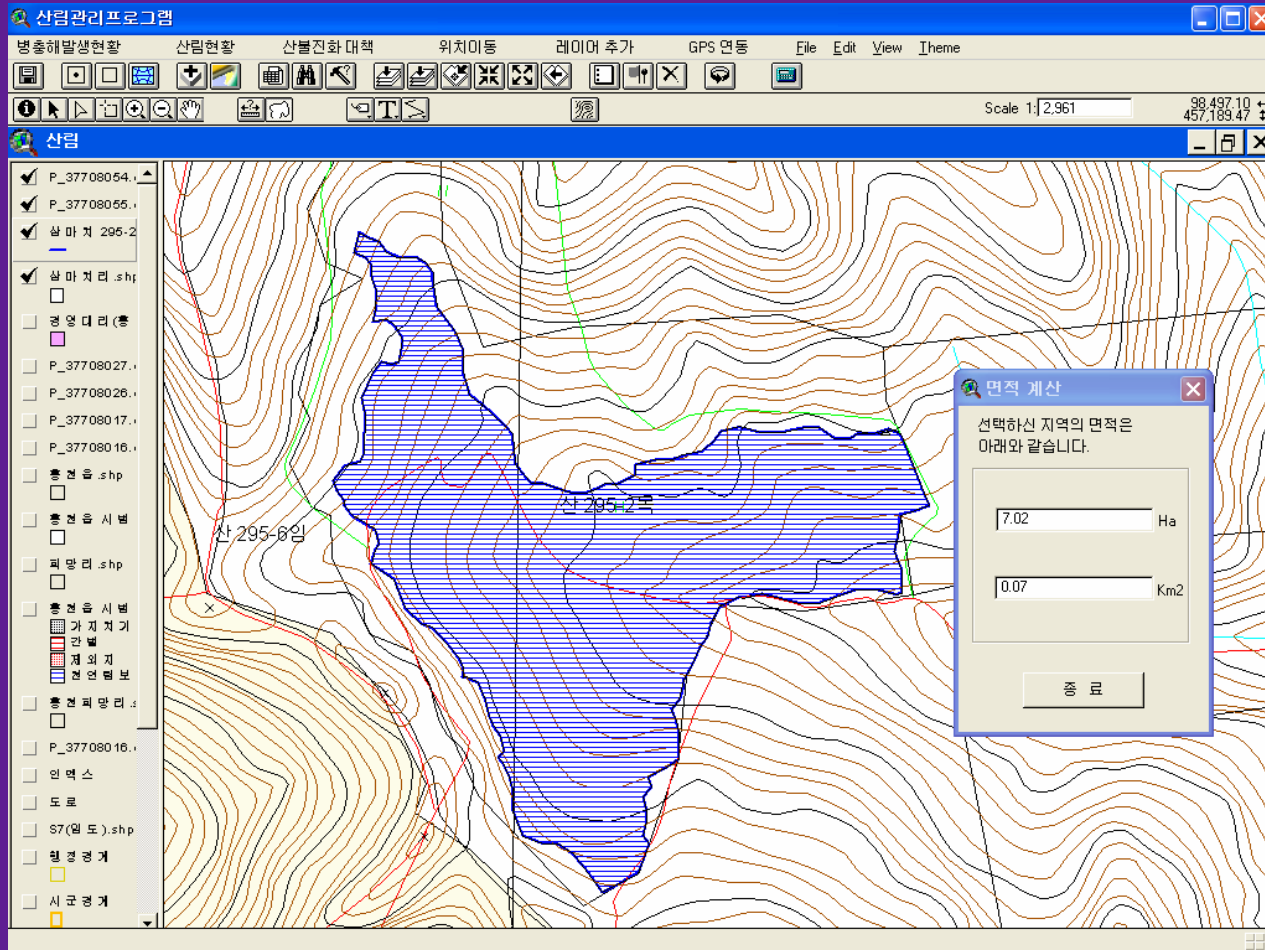 산림관리프로그램
병충해발생현황 산림현황 산불진화 대책 위치이동 레이어 추가 GPS 연동 File Edit View Theme
Scale 1: 2,961
98,497.10
457,189.47
산림
P_37708054.
P_37708055.
삼마치 295-2
삼마치리.shp
경영대리(홍
P_37708027.
P_37708026.
P_37708017.
P_37708016.
홍천읍.shp
홍천읍 시범
피망리.shp
홍천읍 시범
가지치기
간벌
제외지
천연림보
홍천피망리.s
P_37708016.
인덱스
도로
S7(임도).shp
행정경계
시군경계
산 295-6임
산 295-2목
면적 계산
선택하신 지역의 면적은
아래와 같습니다.
7.02 Ha
0.07 Km2
종 료